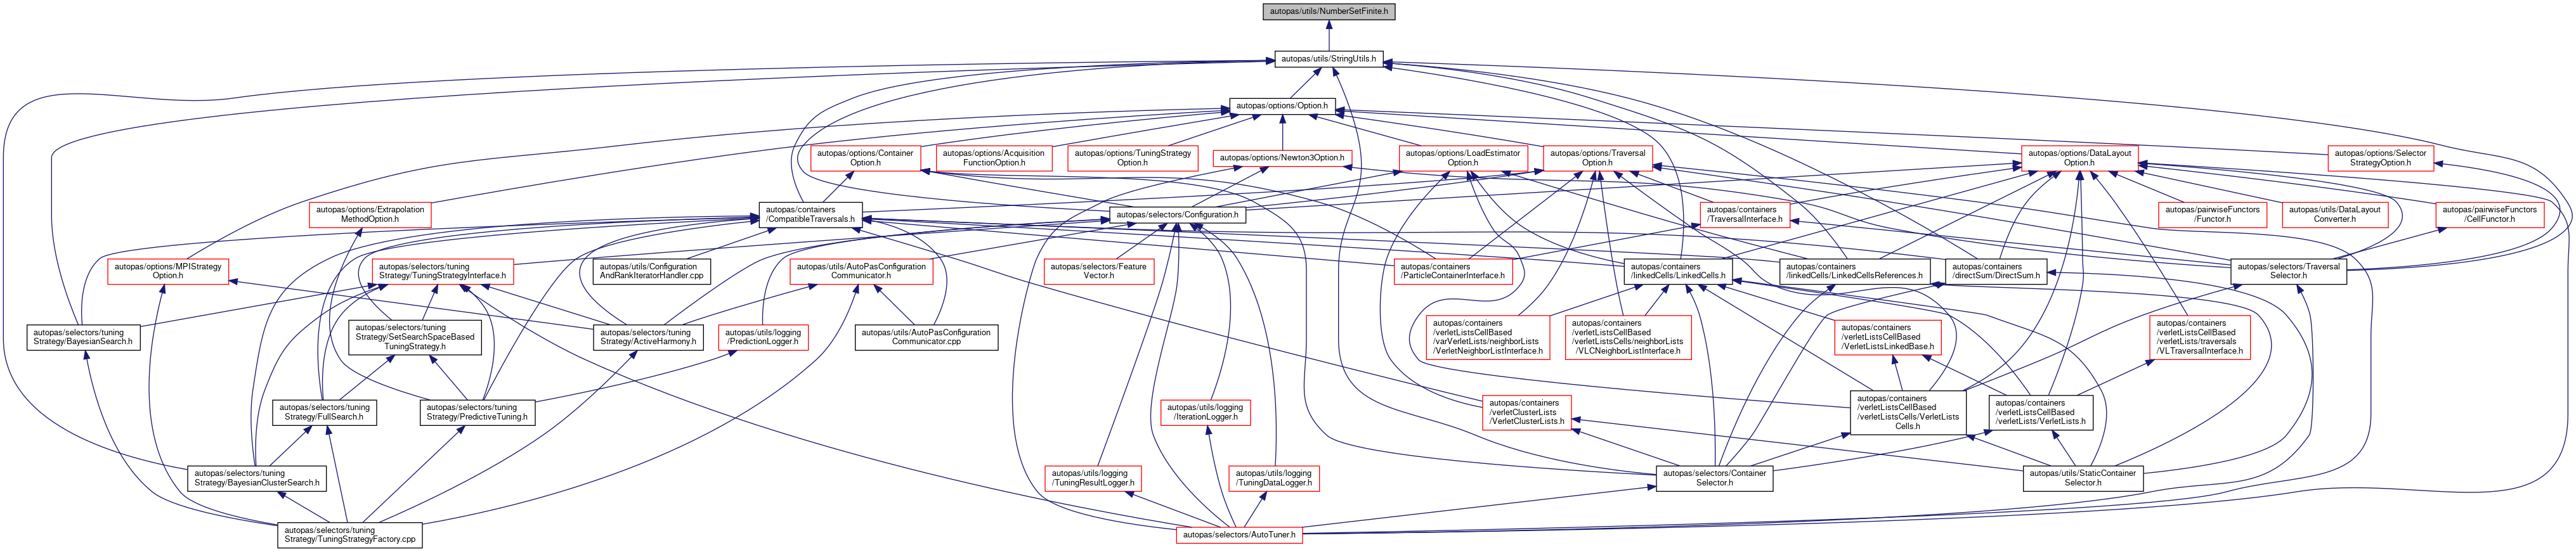 autopas/utils/NumberSetFinite.h
autopas/utils/StringUtils.h
autopas/options/Option.h
autopas/options/Container
Option.h
autopas/options/Acquisition
FunctionOption.h
autopas/options/TuningStrategy
Option.h
autopas/options/Newton3Option.h
autopas/options/LoadEstimator
Option.h
autopas/options/Traversal
Option.h
autopas/options/DataLayout
Option.h
autopas/options/Selector
StrategyOption.h
autopas/options/Extrapolation
MethodOption.h
autopas/containers
/CompatibleTraversals.h
autopas/selectors/Configuration.h
autopas/containers
/TraversalInterface.h
autopas/pairwiseFunctors
/Functor.h
autopas/utils/DataLayout
Converter.h
autopas/pairwiseFunctors
/CellFunctor.h
autopas/options/MPIStrategy
Option.h
autopas/selectors/tuning
Strategy/TuningStrategyInterface.h
autopas/utils/Configuration
AndRankIteratorHandler.cpp
autopas/utils/AutoPasConfiguration
Communicator.h
autopas/selectors/Feature
Vector.h
autopas/containers
/ParticleContainerInterface.h
autopas/containers
/linkedCells/LinkedCells.h
autopas/containers
/linkedCells/LinkedCellsReferences.h
autopas/containers
/directSum/DirectSum.h
autopas/selectors/Traversal
Selector.h
autopas/selectors/tuning
Strategy/BayesianSearch.h
autopas/selectors/tuning
Strategy/SetSearchSpaceBased
TuningStrategy.h
autopas/selectors/tuning
Strategy/ActiveHarmony.h
autopas/utils/logging
/PredictionLogger.h
autopas/utils/AutoPasConfiguration
Communicator.cpp
autopas/containers
/verletListsCellBased
/varVerletLists/neighborLists
/VerletNeighborListInterface.h
autopas/containers
/verletListsCellBased
/verletListsCells/neighborLists
/VLCNeighborListInterface.h
autopas/containers
/verletListsCellBased
/VerletListsLinkedBase.h
autopas/containers
/verletListsCellBased
/verletLists/traversals
/VLTraversalInterface.h
autopas/selectors/tuning
Strategy/FullSearch.h
autopas/selectors/tuning
Strategy/PredictiveTuning.h
autopas/utils/logging
/IterationLogger.h
autopas/containers
/verletClusterLists
/VerletClusterLists.h
autopas/containers
/verletListsCellBased
/verletListsCells/VerletLists
Cells.h
autopas/containers
/verletListsCellBased
/verletLists/VerletLists.h
autopas/selectors/tuning
Strategy/BayesianClusterSearch.h
autopas/utils/logging
/TuningResultLogger.h
autopas/utils/logging
/TuningDataLogger.h
autopas/selectors/Container
Selector.h
autopas/utils/StaticContainer
Selector.h
autopas/selectors/tuning
Strategy/TuningStrategyFactory.cpp
autopas/selectors/AutoTuner.h